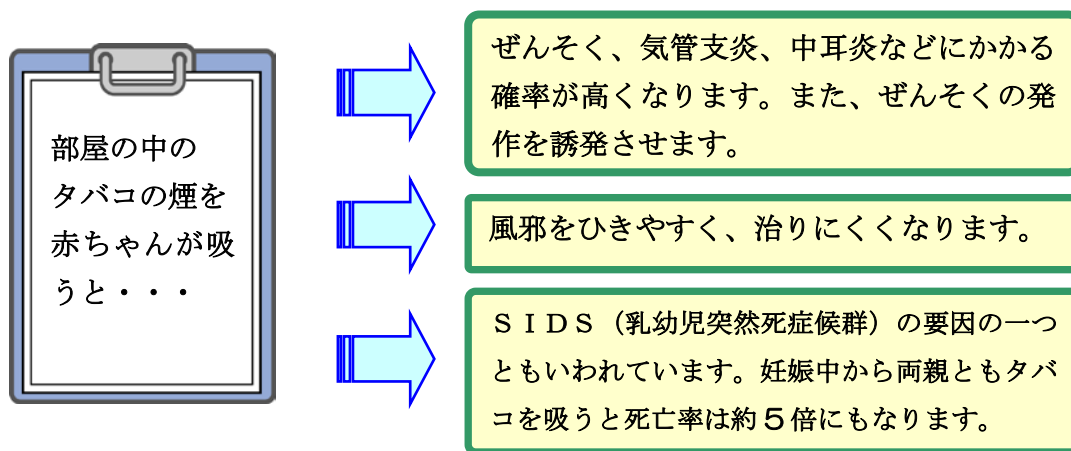 部屋の中の
タバコの煙を
赤ちゃんが吸
うと・・・
ぜんそく、気管支炎、中耳炎などにかかる
確率が高くなります。また、ぜんそくの発
作を誘発させます。
風邪をひきやすく、治りにくくなります。
ＳＩＤＳ（乳幼児突然死症候群）の要因の一つ
ともいわれています。妊娠中から両親ともタバ
コを吸うと死亡率は約５倍にもなります。